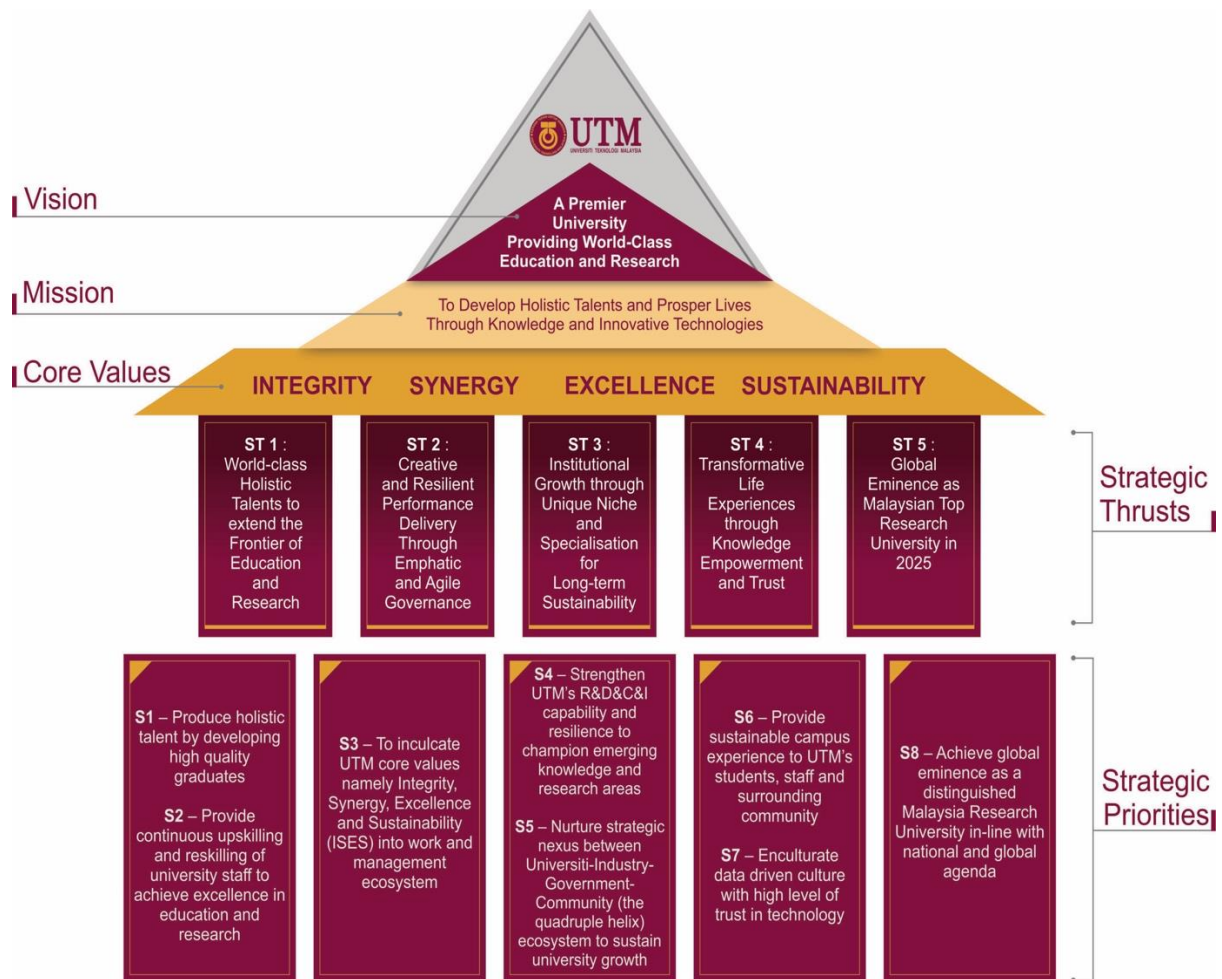 UTM
UNIVERSITI TEKNOLOGI MALAYSIA
Vision
A Premier
University
Providing World-Class
Education and Research
Mission
To Develop Holistic Talents and Prosper Lives
Through Knowledge and Innovative Technologies
Core Values
INTEGRITY SYNERGY EXCELLENCE SUSTAINABILITY
ST 1 :
World-class
Holistic
Talents to
extend the
Frontier of
Education
and
Research
ST 2 :
Creative
and Resilient
Performance
Delivery
Through
Emphatic
and Agile
Governance
ST 3 :
Institutional
Growth through
Unique Niche
and
Specialisation
for
Long-term
Sustainability
ST 4 :
Transformative
Life
Experiences
through
Knowledge
Empowerment
and Trust
ST 5 :
Global
Eminence as
Malaysian Top
Research
University in
2025
Strategic
Thrusts
S1 – Produce holistic
talent by developing
high quality
graduates
S2 – Provide
continuous upskilling
and reskilling of
university staff to
achieve excellence in
education and
research
S3 – To inculcate
UTM core values
namely Integrity,
Synergy, Excellence
and Sustainability
(ISES) into work and
management
ecosystem
S4 – Strengthen
UTM's R&D&C&I
capability and
resilience to
champion emerging
knowledge and
research areas
S5 – Nurture strategic
nexus between
Universiti-Industry-
Government-
Community (the
quadruple helix)
ecosystem to sustain
university growth
S6 – Provide
sustainable campus
experience to UTM's
students, staff and
surrounding
community
S7 – Enculturate
data driven culture
with high level of
trust in technology
S8 – Achieve global
eminence as a
distinguished
Malaysia Research
University in-line with
national and global
agenda
Strategic
Priorities